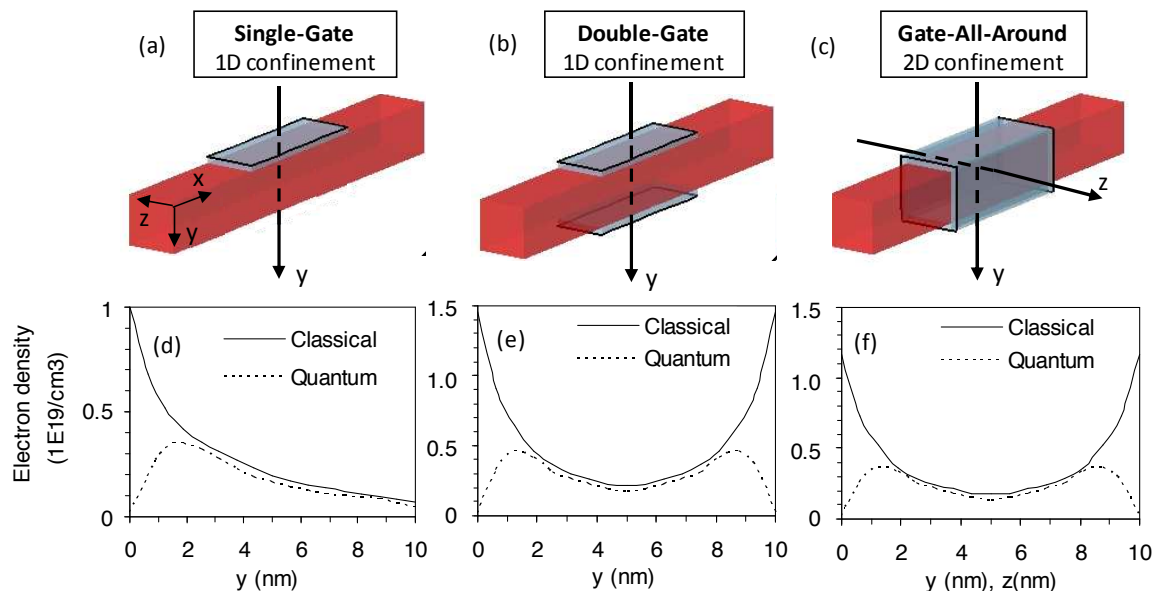 (a)
Single-Gate
1D confinement
(b)
Double-Gate
1D confinement
(c)
Gate-All-Around
2D confinement
x
z
y
y
y
z
y
Electron density
(1E19/cm3)
1
0.5
0
(d)
Classical
Quantum
0 2 4 6 8 10
y (nm)
1.5
1.0
0.5
0
(e)
Classical
Quantum
0 2 4 6 8 10
y (nm)
1.5
1.0
0.5
0
(f)
Classical
Quantum
0 2 4 6 8 10
y (nm), z(nm)